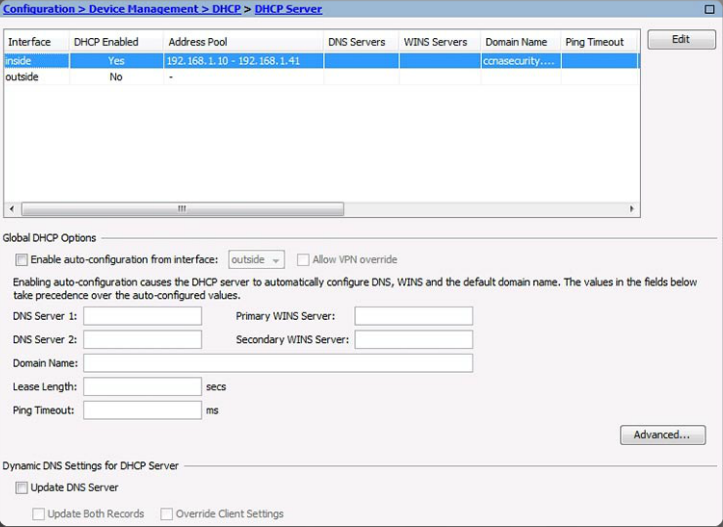 Configuration > Device Management > DHCP > DHCP Server
Interface DHCP Enabled Address Pool DNS Servers WINS Servers Domain Name Ping Timeout
Edit
inside Yes 192.168.1.10 - 192.168.1.41 ccnasecurity....
outside No -
Global DHCP Options
Enable auto-configuration from interface: outside Allow VPN override
Enabling auto-configuration causes the DHCP server to automatically configure DNS, WINS and the default domain name. The values in the fields below
take precedence over the auto-configured values.
DNS Server 1: Primary WINS Server:
DNS Server 2: Secondary WINS Server:
Domain Name:
Lease Length: secs
Ping Timeout: ms
Advanced...
Dynamic DNS Settings for DHCP Server
Update DNS Server
Update Both Records Override Client Settings